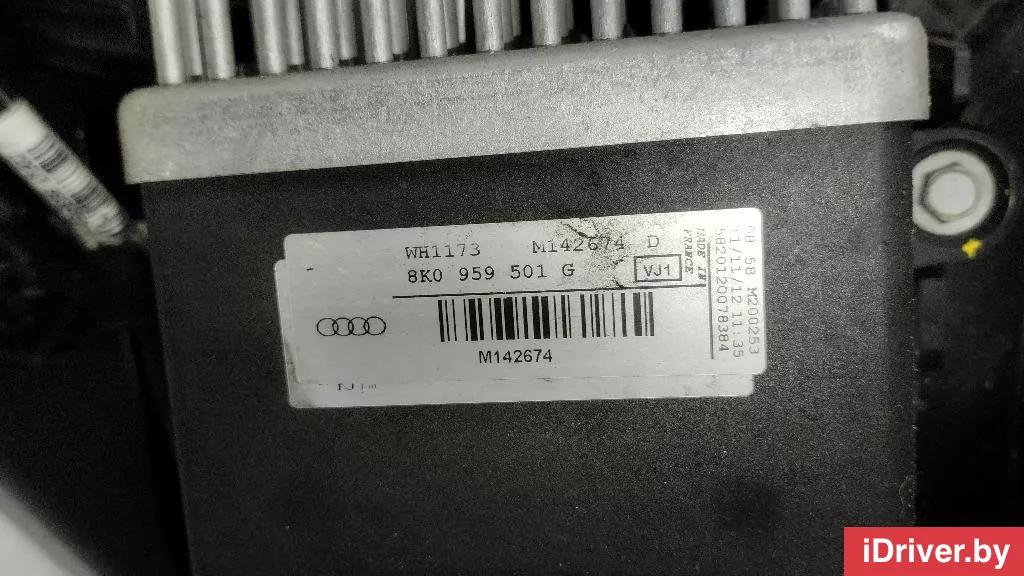 WH1173 M142674 D
8K0 959 501 G VJ1
M142674
MADE IN
FRANCE
08 58 M200253
11/11/12 11:35
5820120078384
iDriver.by